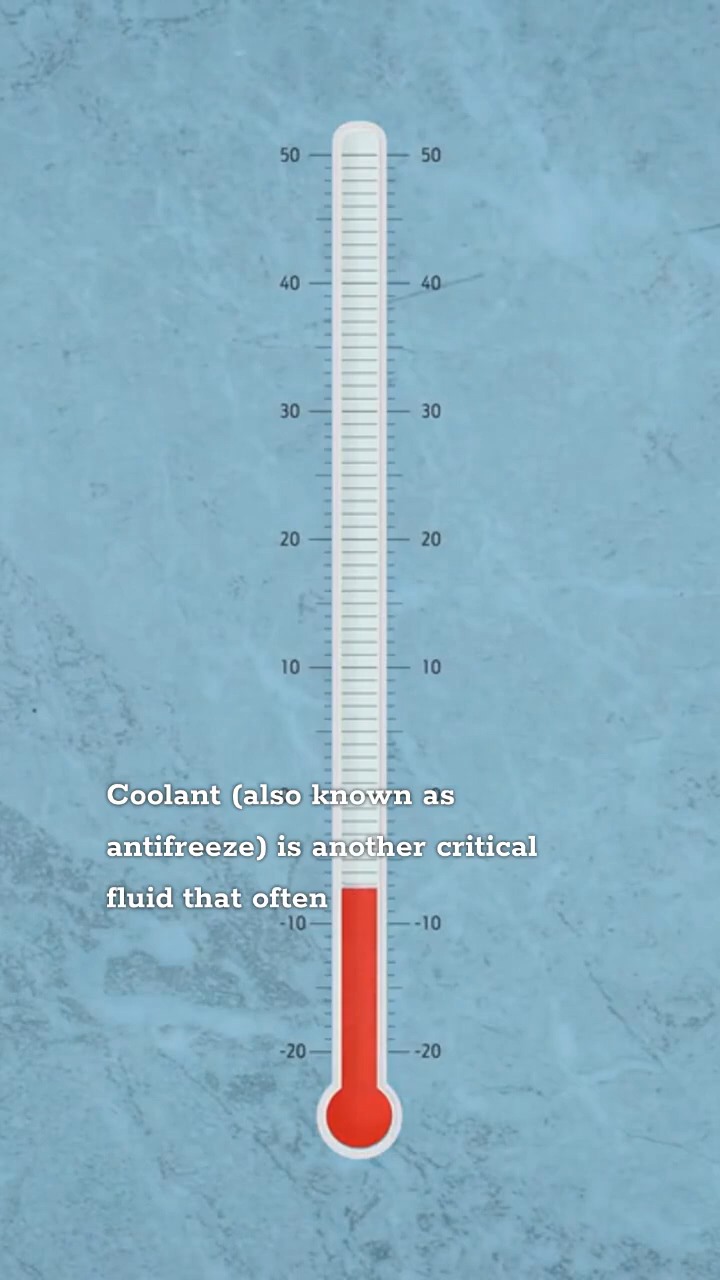 50 50
40 40
30 30
20 20
10 10
Coolant (also known as
antifreeze) is another critical
fluid that often
-10 -10
-20 -20